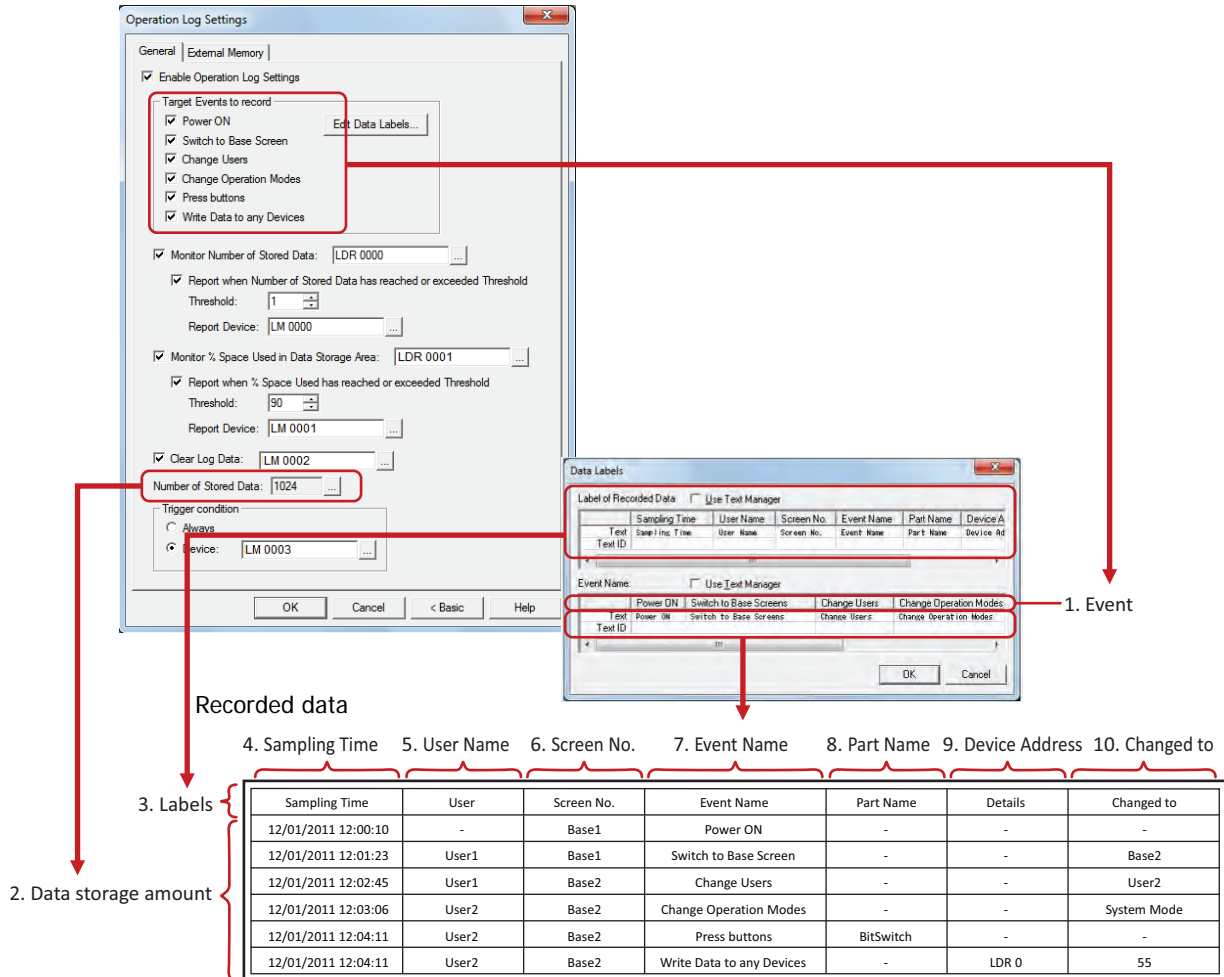 Operation Log Settings
General
External Memory
Enable Operation Log Settings
Target Events to record
Power ON
Edit Data Labels...
Switch to Base Screen
Change Users
Change Operation Modes
Press buttons
Write Data to any Devices
Monitor Number of Stored Data: LDR 0000 ...
Report when Number of Stored Data has reached or exceeded Threshold
Threshold: 1
Report Device: LM 0000 ...
Monitor % Space Used in Data Storage Area: LDR 0001 ...
Report when % Space Used has reached or exceeded Threshold
Threshold: 90
Report Device: LM 0001 ...
Clear Log Data: LM 0002 ...
Number of Stored Data: 1024 ...
Trigger condition
Always
Device: LM 0003 ...
OK Cancel < Basic Help
Data Labels
Label of Recorded Data Use Text Manager
Sampling Time User Name Screen No. Event Name Part Name Device A
Text Sampling Time User Name Screen No. Event Name Part Name Device Ad
Text ID
Event Name: Use Text Manager
Power ON Switch to Base Screens Change Users Change Operation Modes
Text Power ON Switch to Base Screens Change Users Change Operation Modes
Text ID
OK Cancel
1. Event
Recorded data
4. Sampling Time 5. User Name 6. Screen No. 7. Event Name 8. Part Name 9. Device Address 10. Changed to
3. Labels
Sampling Time User Screen No. Event Name Part Name Details Changed to
12/01/2011 12:00:10 - Base1 Power ON - - -
12/01/2011 12:01:23 User1 Base1 Switch to Base Screen - - Base2
12/01/2011 12:02:45 User1 Base2 Change Users - - User2
2. Data storage amount
12/01/2011 12:03:06 User2 Base2 Change Operation Modes - - System Mode
12/01/2011 12:04:11 User2 Base2 Press buttons BitSwitch - -
12/01/2011 12:04:11 User2 Base2 Write Data to any Devices - LDR 0 55